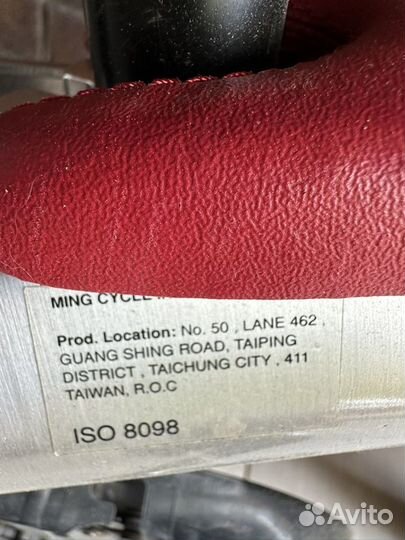 MING CYCLE
Prod. Location: No. 50 , LANE 462 ,
GUANG SHING ROAD, TAIPING
DISTRICT , TAICHUNG CITY , 411
TAIWAN, R.O.C
ISO 8098
Avito